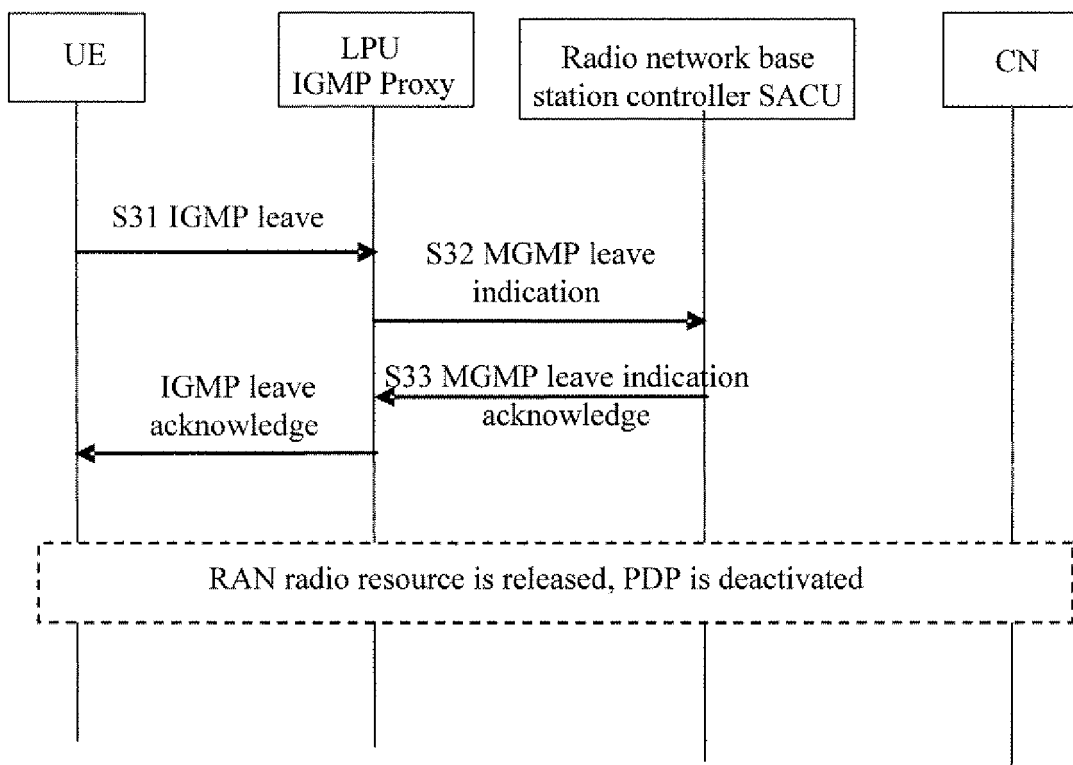 UE
LPU
IGMP Proxy
Radio network base
station controller SACU
CN
S31 IGMP leave
S32 MGMP leave
indication
S33 MGMP leave indication
acknowledge
IGMP leave
acknowledge
RAN radio resource is released, PDP is deactivated